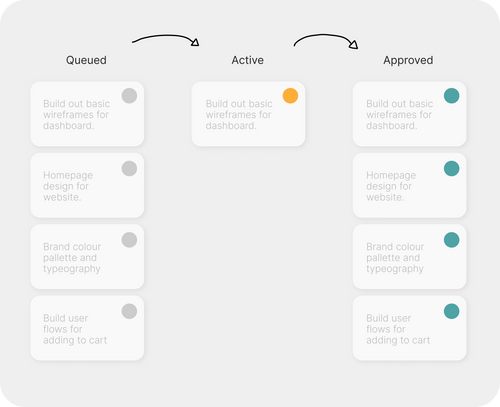 Queued
Active
Approved
Build out basic
wireframes for
dashboard.
Homepage
design for
website.
Brand colour
pallette and
typeography
Build user
flows for
adding to cart
Build out basic
wireframes for
dashboard.
Build out basic
wireframes for
dashboard.
Homepage
design for
website.
Brand colour
pallette and
typeography
Build user
flows for
adding to cart